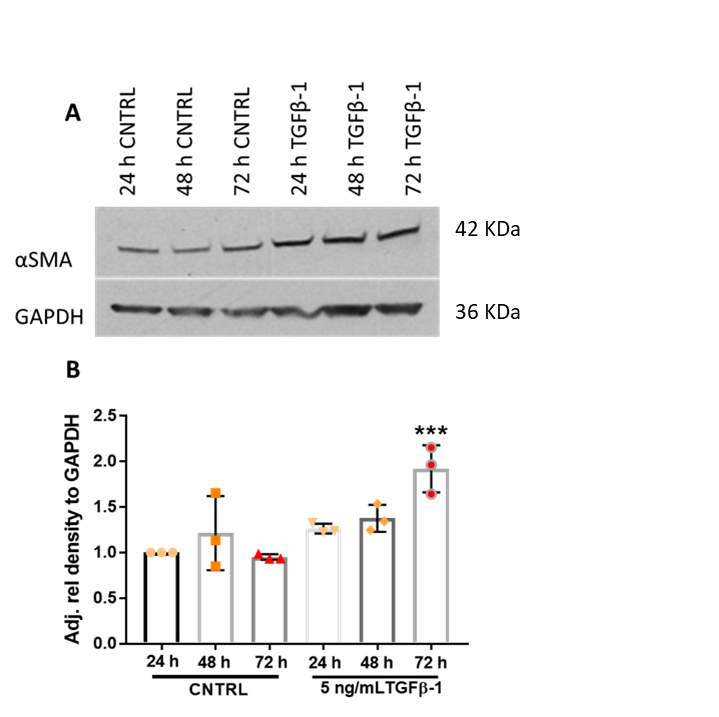 A
24 h CNTRL
48 h CNTRL
72 h CNTRL
24 h TGFβ-1
48 h TGFβ-1
72 h TGFβ-1
42 KDa
αSMA
GAPDH
36 KDa
B
Adj. rel density to GAPDH
2.5
2.0
1.5
1.0
0.5
0.0
***
24 h 48 h 72 h 24 h 48 h 72 h
CNTRL 5 ng/mLTGFβ-1